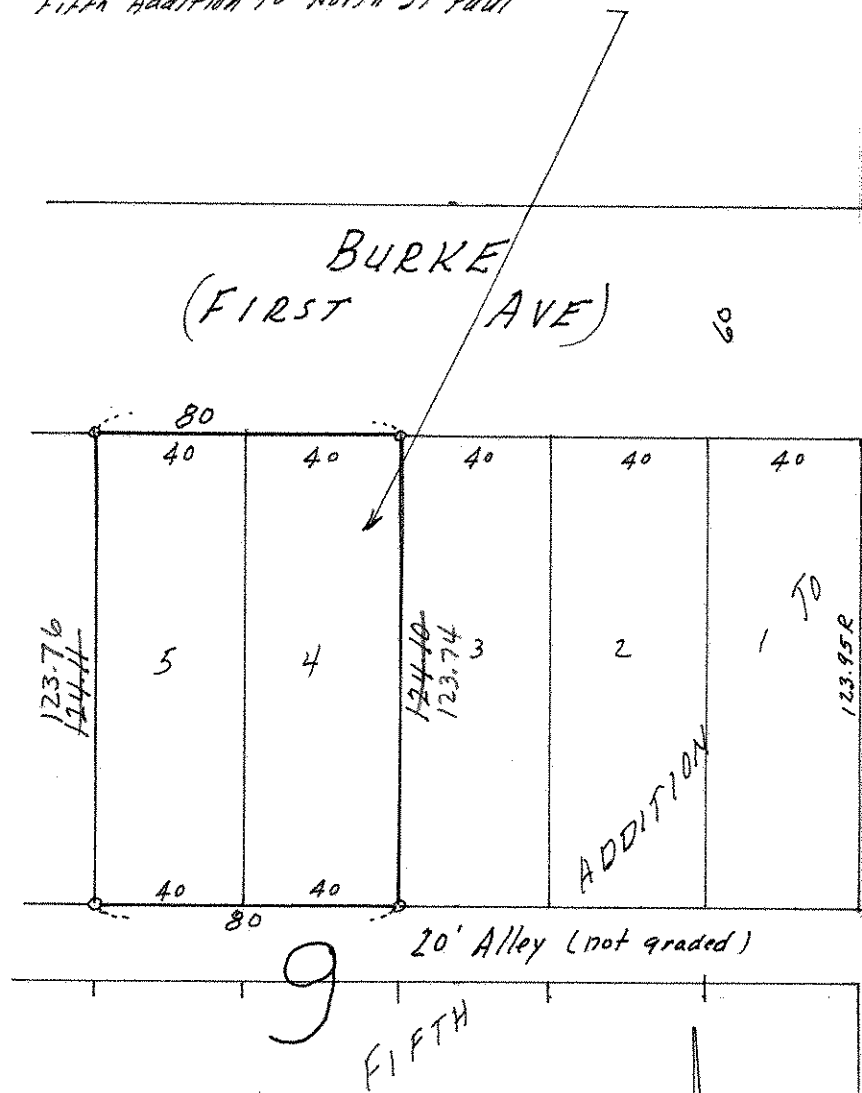 Fifth Addition to North St Paul
BURKE
(FIRST AVE)
60
80
40 40 40 40 40
123.76
124.11
5
4
124.10
123.74
3
2
1
TO
123.95R
ADDITION
40 40
80
20' Alley (not graded)
9
FIFTH